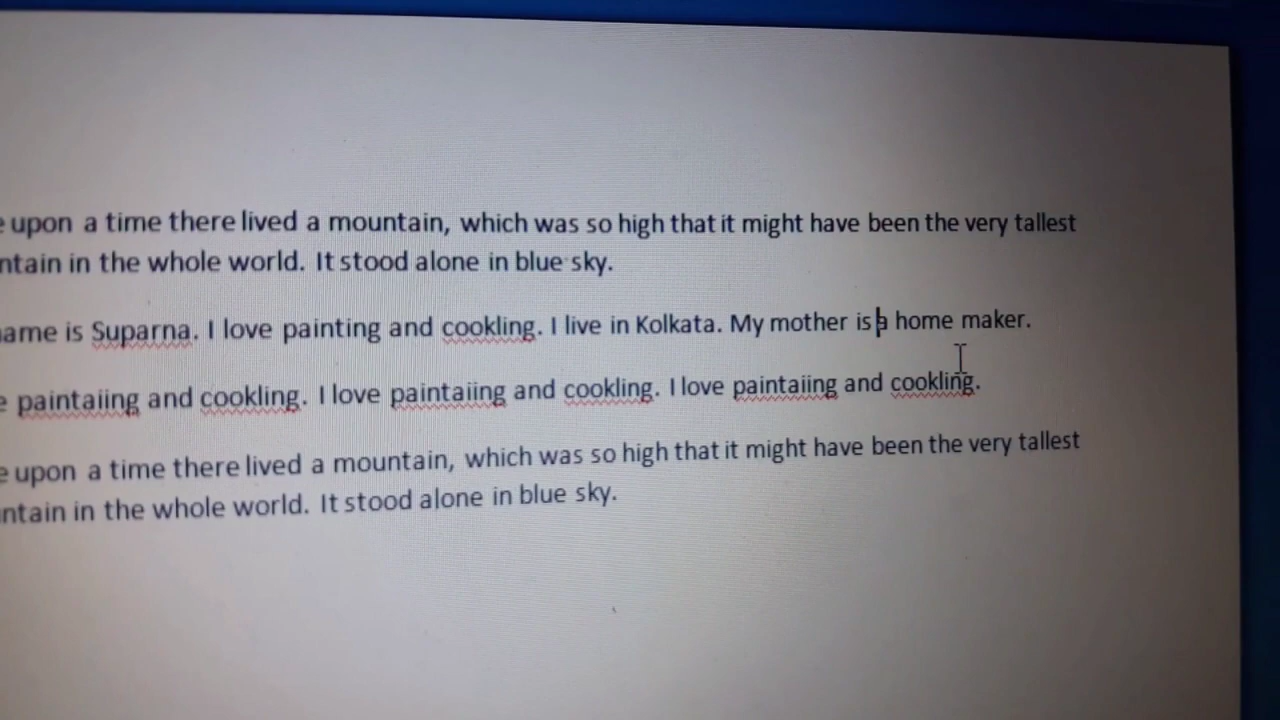 e upon a time there lived a mountain, which was so high that it might have been the very tallest
ntain in the whole world. It stood alone in blue sky.
ame is Suparna. I love painting and cookling. I live in Kolkata. My mother is a home maker.
e paintaiing and cookling. I love paintaiing and cookling. I love paintaiing and cookling.
e upon a time there lived a mountain, which was so high that it might have been the very tallest
ntain in the whole world. It stood alone in blue sky.